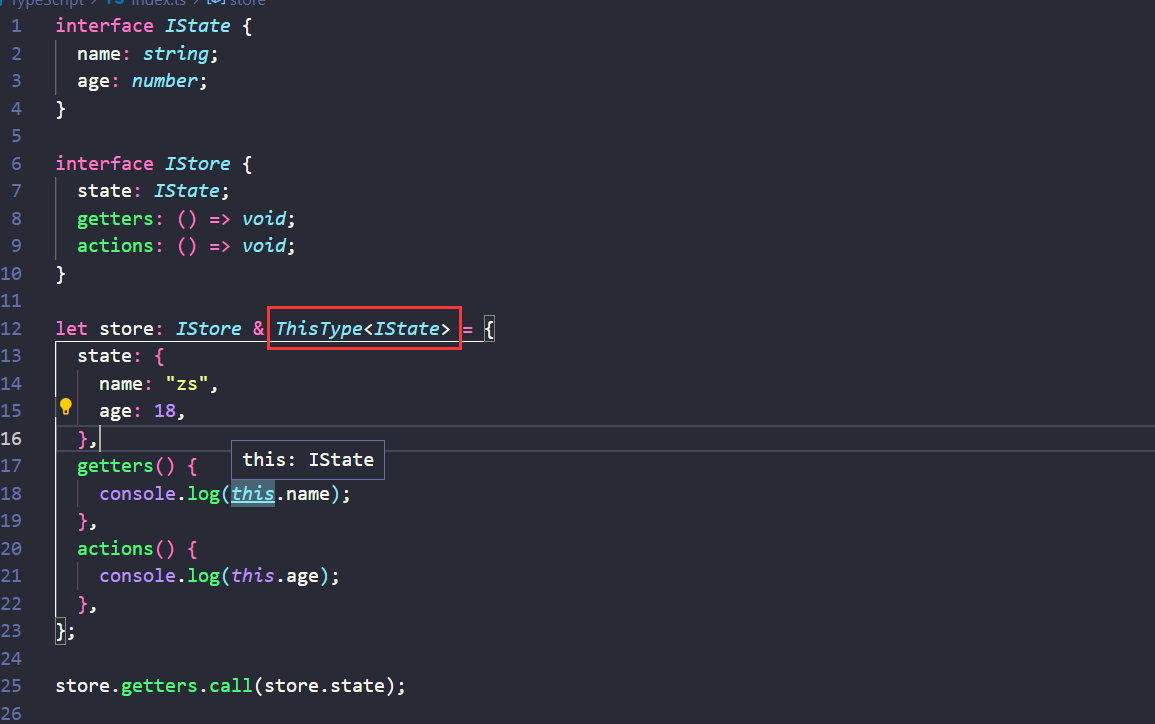 TypeScript > TS index.ts > store
1 interface IState {
2   name: string;
3   age: number;
4 }
5
6 interface IStore {
7   state: IState;
8   getters: () => void;
9   actions: () => void;
10 }
11
12 let store: IStore & ThisType<IState> = {
13   state: {
14     name: "zs",
15     age: 18,
16   },
this: IState
17   getters() {
18     console.log(this.name);
19   },
20   actions() {
21     console.log(this.age);
22   },
23 };
24
25 store.getters.call(store.state);
26